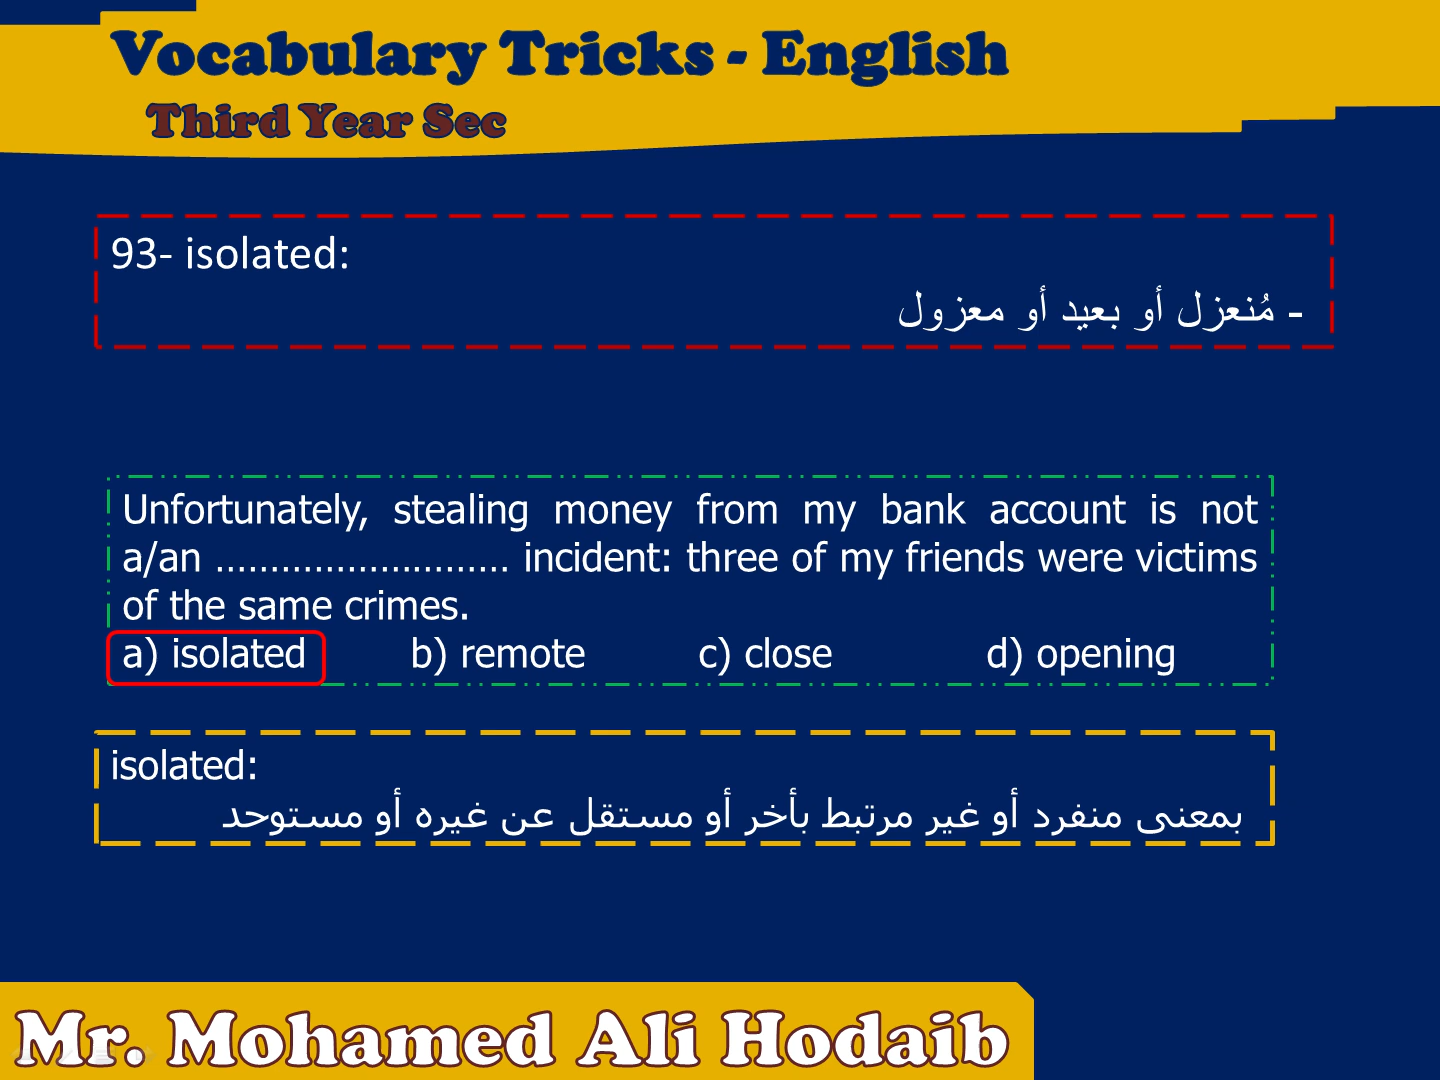 Vocabulary Tricks - English
Third Year Sec
93- isolated:
- مُنعزل أو بعيد أو معزول
Unfortunately, stealing money from my bank account is not
a/an ........................... incident: three of my friends were victims
of the same crimes.
a) isolated b) remote c) close d) opening
isolated:
بمعنى منفرد أو غير مرتبط بأخر أو مستقل عن غيره أو مستوحد
Mr. Mohamed Ali Hodaib